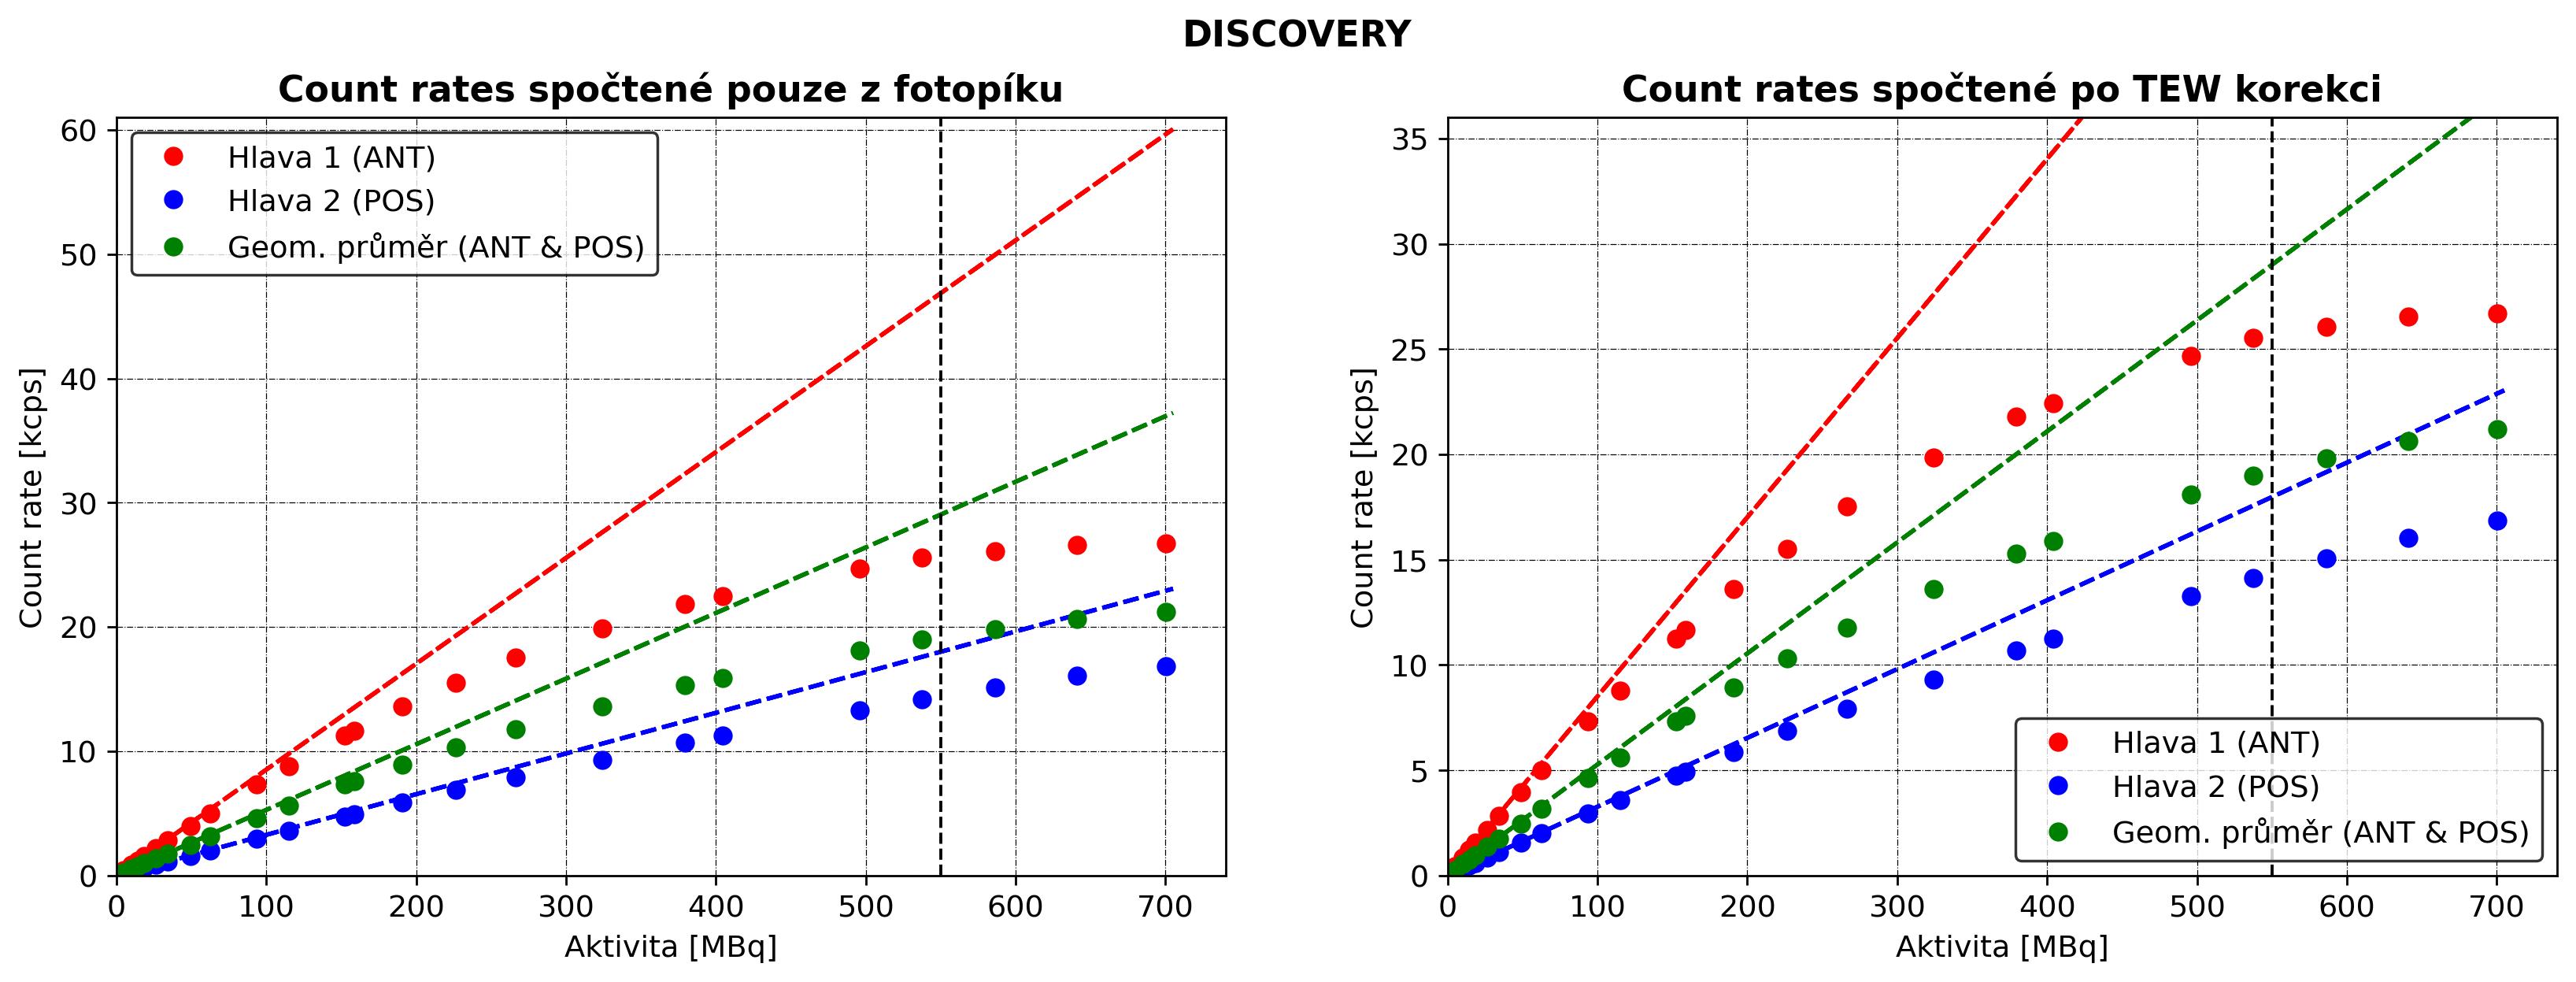 DISCOVERY
Count rates spočtené pouze z fotopíku
Count rate [kcps]
60
50
40
30
20
10
0
Hlava 1 (ANT)
Hlava 2 (POS)
Geom. průměr (ANT & POS)
0 100 200 300 400 500 600 700
Aktivita [MBq]
Count rates spočtené po TEW korekci
Count rate [kcps]
35
30
25
20
15
10
5
0
Hlava 1 (ANT)
Hlava 2 (POS)
Geom. průměr (ANT & POS)
0 100 200 300 400 500 600 700
Aktivita [MBq]